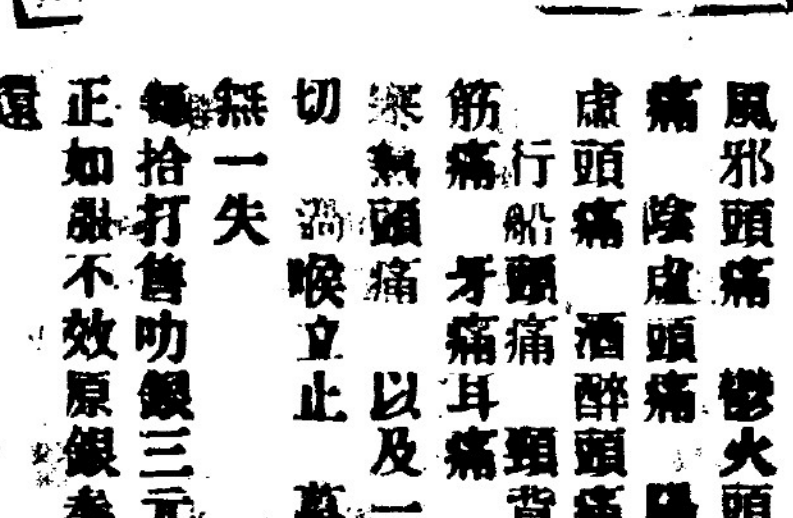 風邪頭痛 鬱火頭
痛 陰虛頭痛 陽
虛頭痛 酒醉頭痛
行船頭痛 頸背
筋痛 牙痛耳痛
寒熱頭痛 以及一
切 喉立止
無一失
每拾打售叻銀三元
正如 不效原銀
還